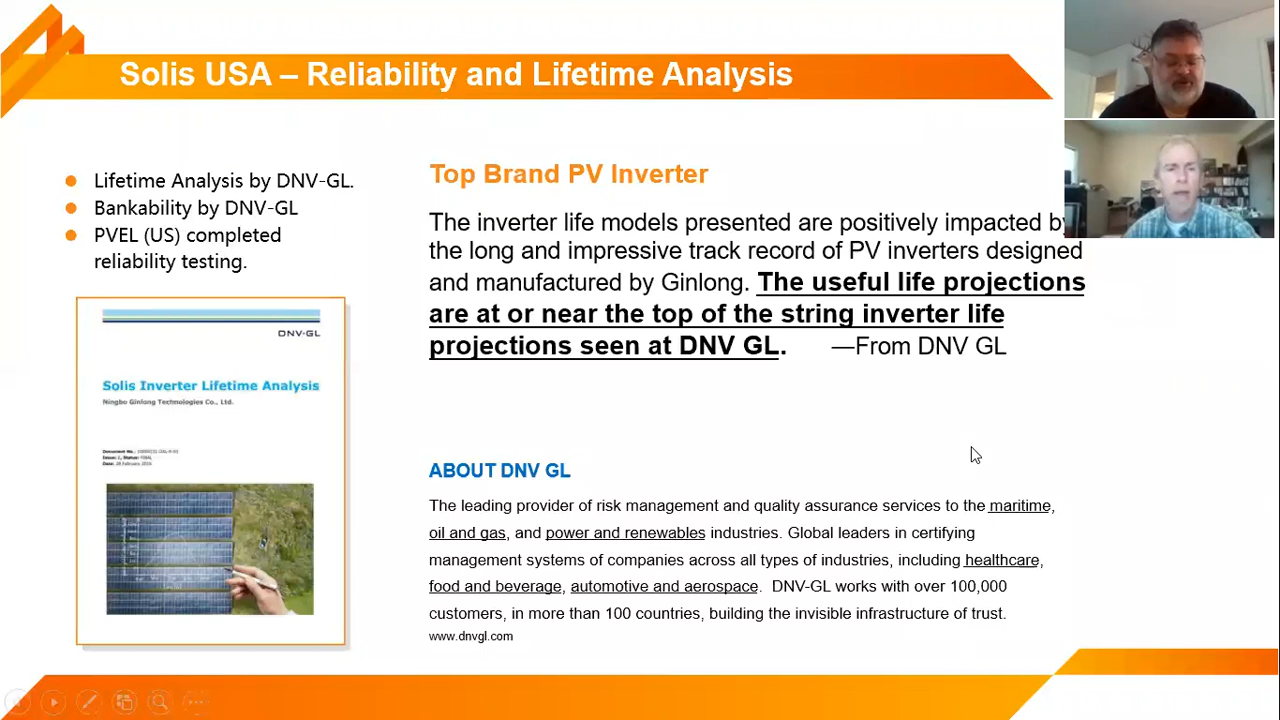 Solis USA – Reliability and Lifetime Analysis
Lifetime Analysis by DNV-GL.
Bankability by DNV-GL
PVEL (US) completed
reliability testing.
DNV·GL
Solis Inverter Lifetime Analysis
Ningbo Ginlong Technologies Co., Ltd.
Top Brand PV Inverter
The inverter life models presented are positively impacted by
the long and impressive track record of PV inverters designed
and manufactured by Ginlong. The useful life projections
are at or near the top of the string inverter life
projections seen at DNV GL. —From DNV GL
ABOUT DNV GL
The leading provider of risk management and quality assurance services to the maritime,
oil and gas, and power and renewables industries. Global leaders in certifying
management systems of companies across all types of industries, including healthcare,
food and beverage, automotive and aerospace. DNV-GL works with over 100,000
customers, in more than 100 countries, building the invisible infrastructure of trust.
www.dnvgl.com